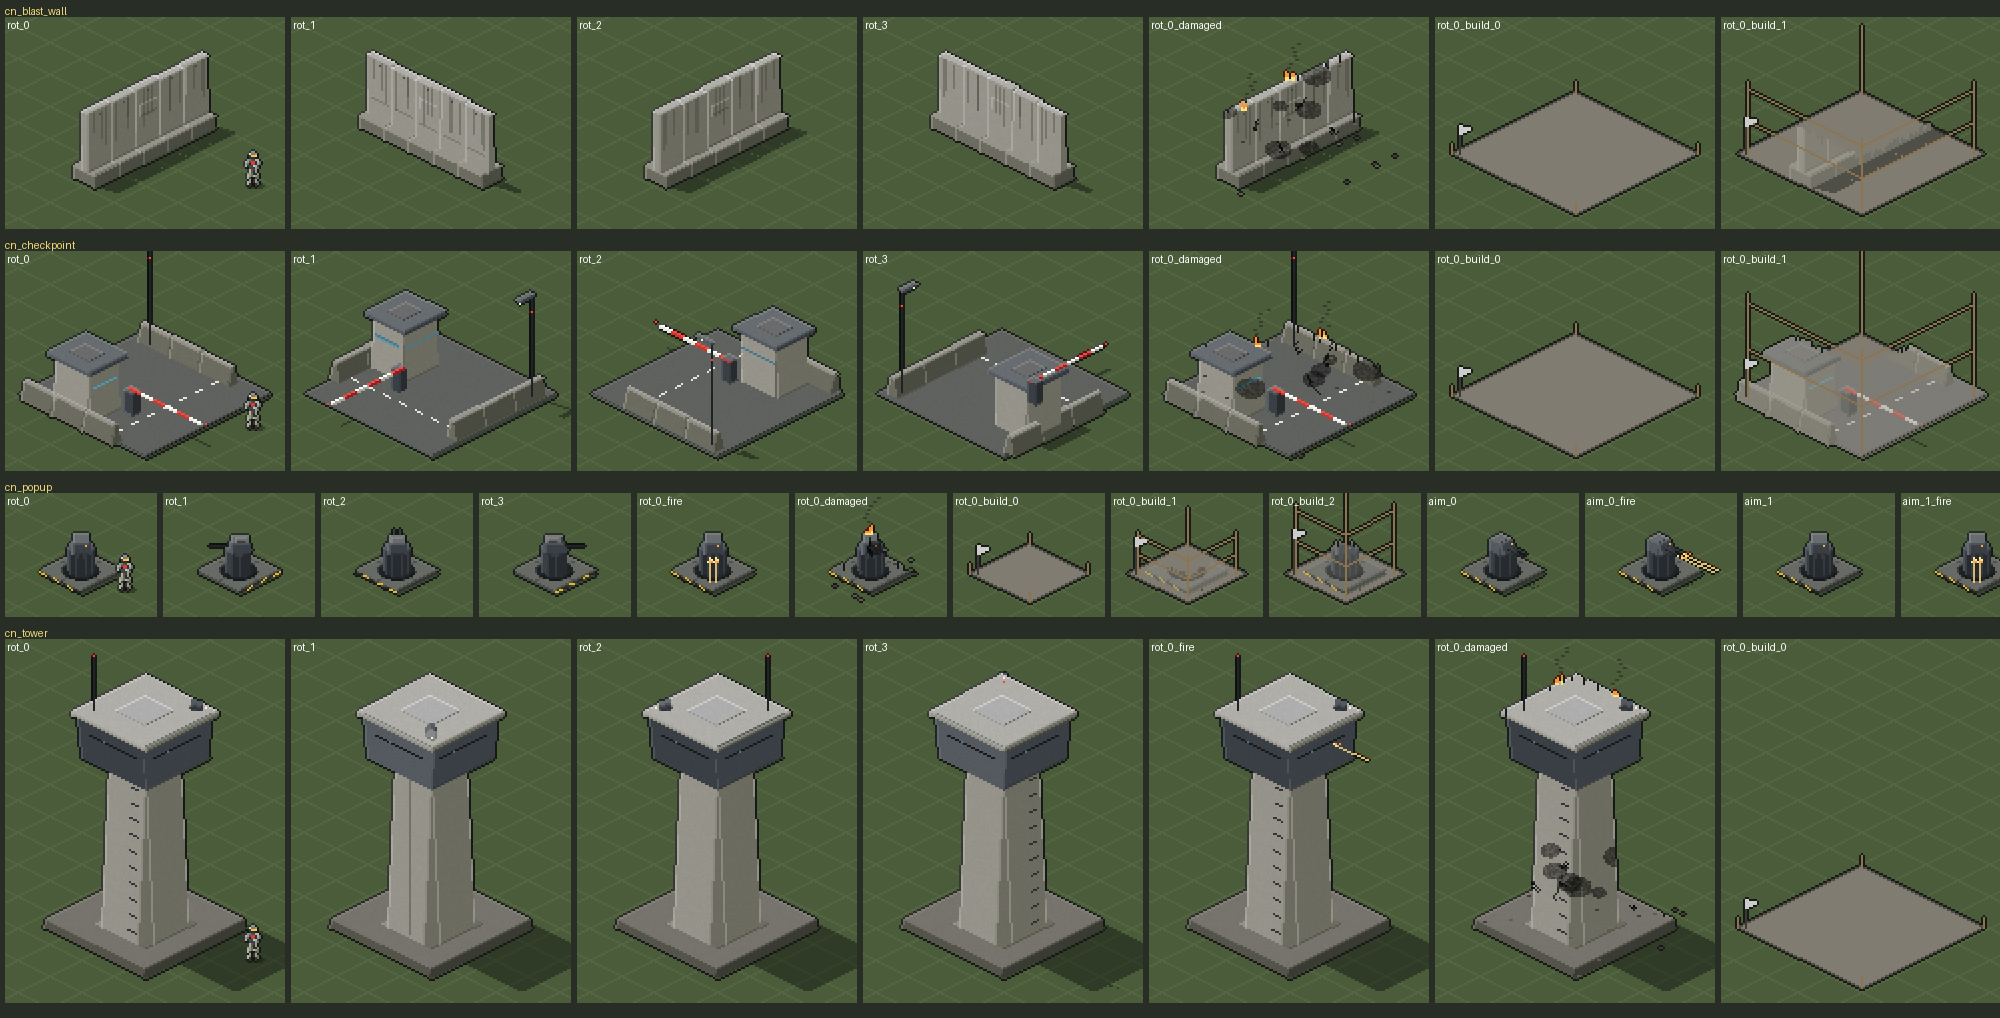 cn_blast_wall
rot_0 rot_1 rot_2 rot_3 rot_0_damaged rot_0_build_0 rot_0_build_1
cn_checkpoint
rot_0 rot_1 rot_2 rot_3 rot_0_damaged rot_0_build_0 rot_0_build_1
cn_popup
rot_0 rot_1 rot_2 rot_3 rot_0_fire rot_0_damaged rot_0_build_0 rot_0_build_1 rot_0_build_2 aim_0 aim_0_fire aim_1 aim_1_fire
cn_tower
rot_0 rot_1 rot_2 rot_3 rot_0_fire rot_0_damaged rot_0_build_0